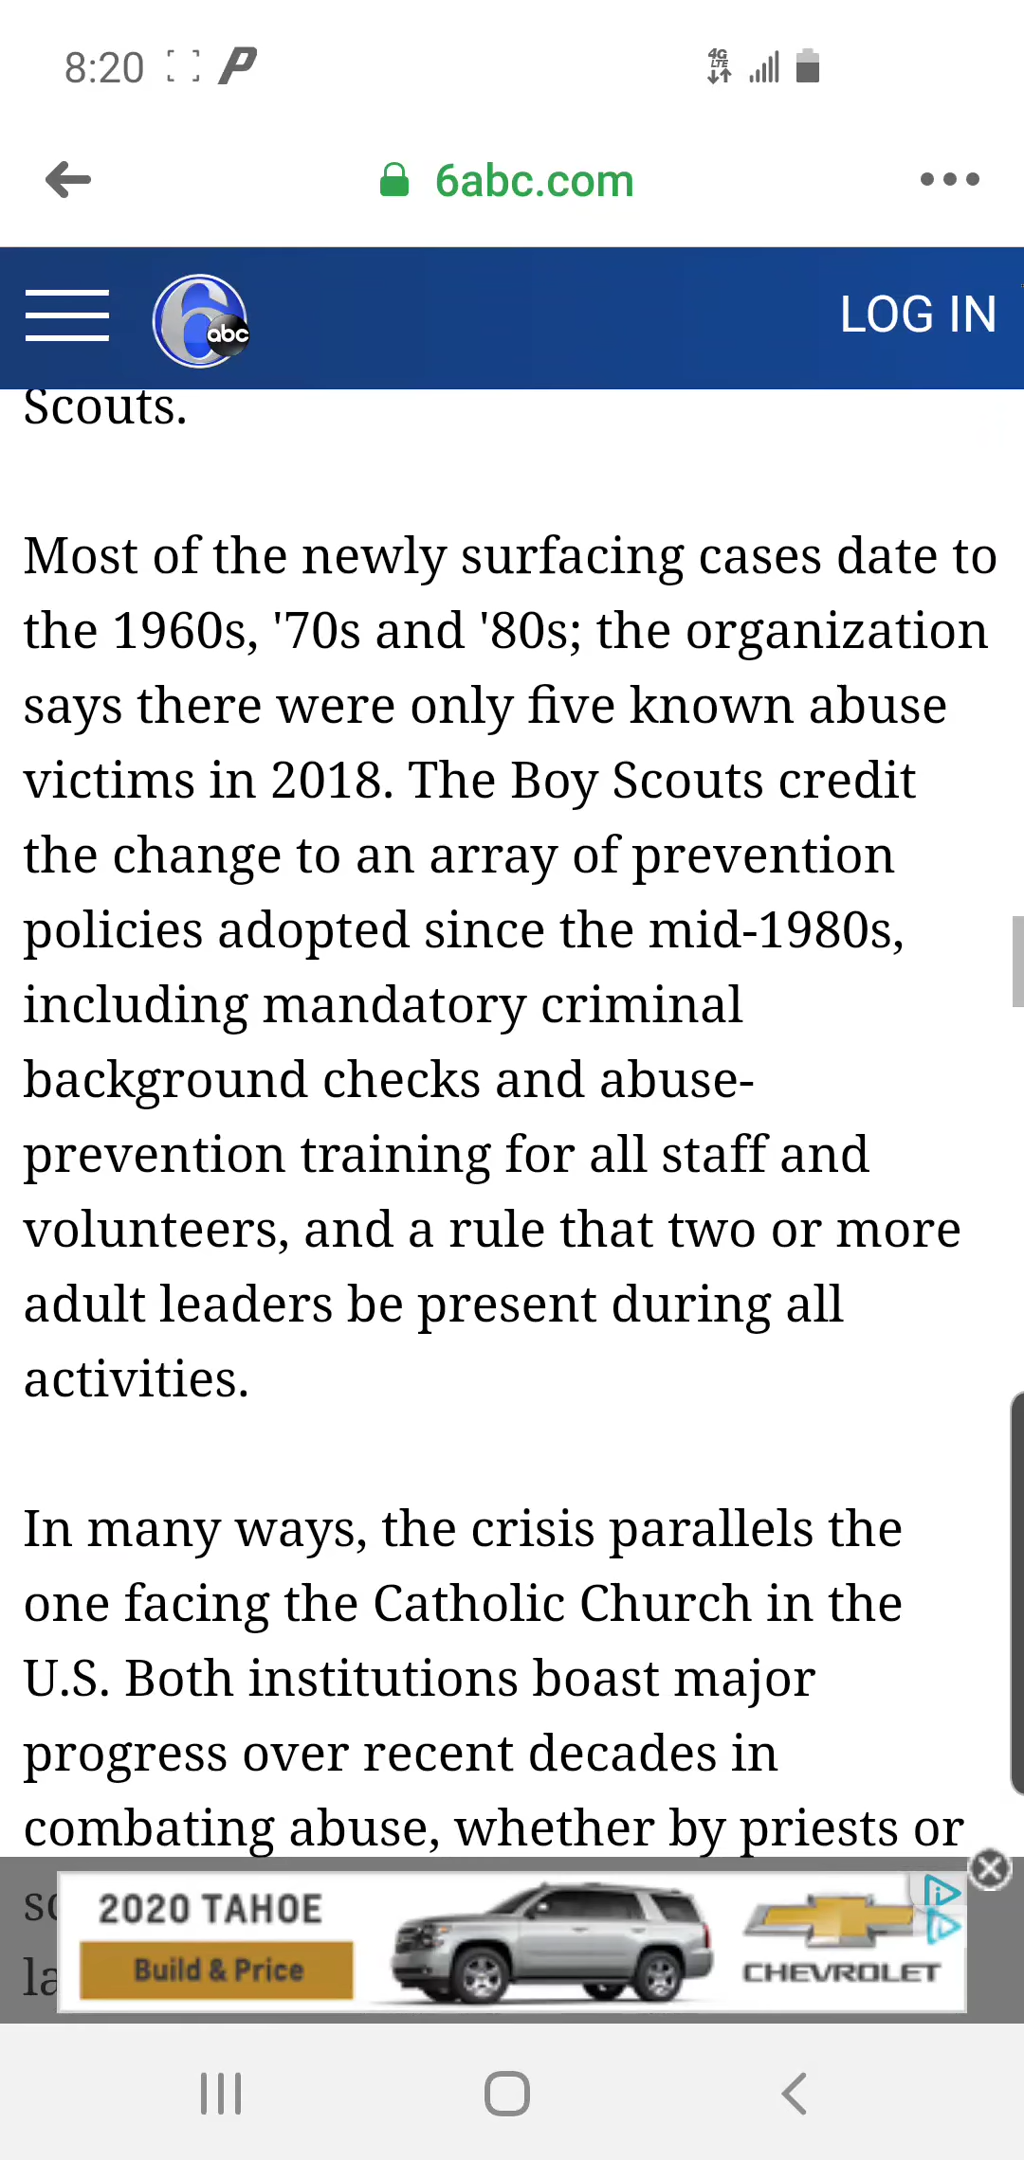 8:20
4G
LTE
6abc.com
6
abc
LOG IN
Scouts.
Most of the newly surfacing cases date to
the 1960s, '70s and '80s; the organization
says there were only five known abuse
victims in 2018. The Boy Scouts credit
the change to an array of prevention
policies adopted since the mid-1980s,
including mandatory criminal
background checks and abuse-
prevention training for all staff and
volunteers, and a rule that two or more
adult leaders be present during all
activities.
In many ways, the crisis parallels the
one facing the Catholic Church in the
U.S. Both institutions boast major
progress over recent decades in
combating abuse, whether by priests or
2020 TAHOE
Build & Price
CHEVROLET